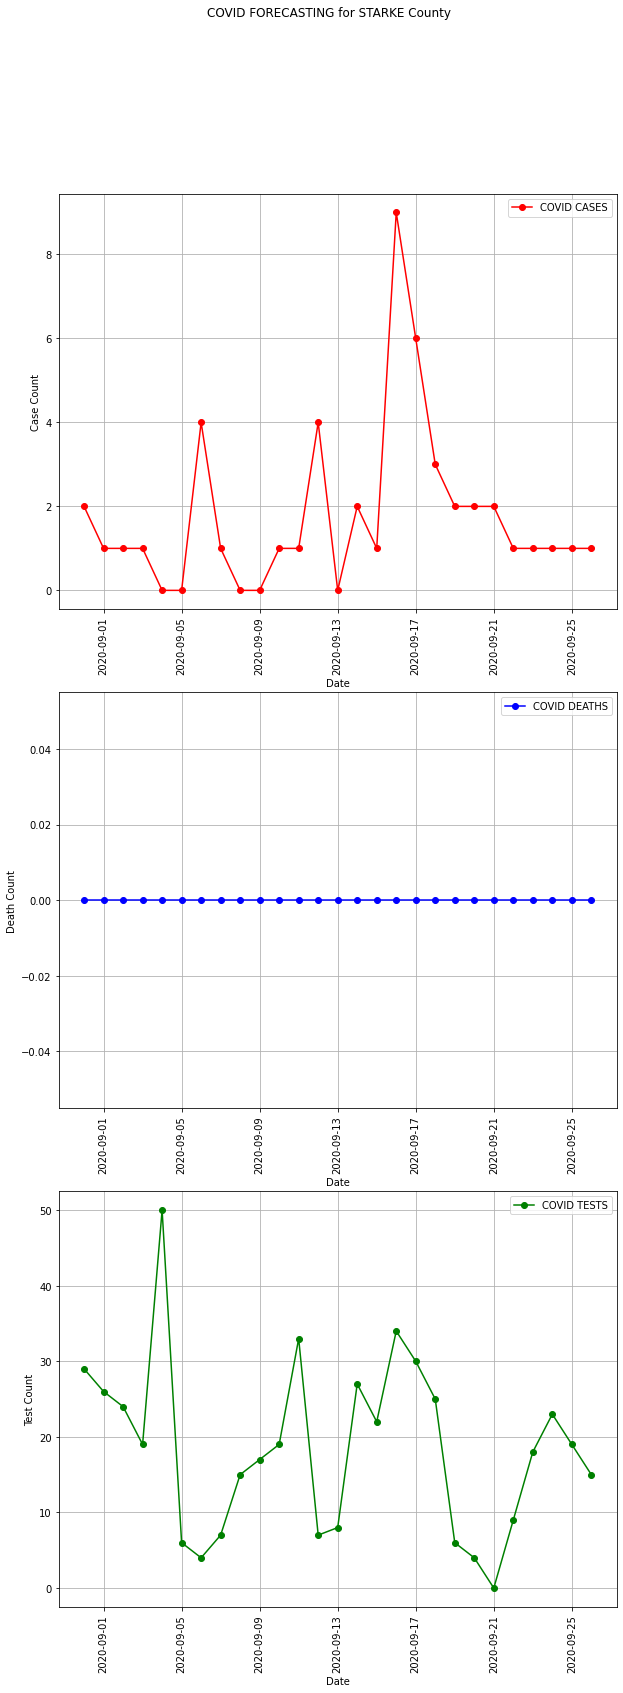 COVID FORECASTING for STARKE County
COVID CASES
8
6
4
2
0
Case Count
2020-09-01 2020-09-05 2020-09-09 2020-09-13 2020-09-17 2020-09-21 2020-09-25
Date
COVID DEATHS
0.04
0.02
0.00
−0.02
−0.04
Death Count
2020-09-01 2020-09-05 2020-09-09 2020-09-13 2020-09-17 2020-09-21 2020-09-25
Date
COVID TESTS
50
40
30
20
10
0
Test Count
2020-09-01 2020-09-05 2020-09-09 2020-09-13 2020-09-17 2020-09-21 2020-09-25
Date